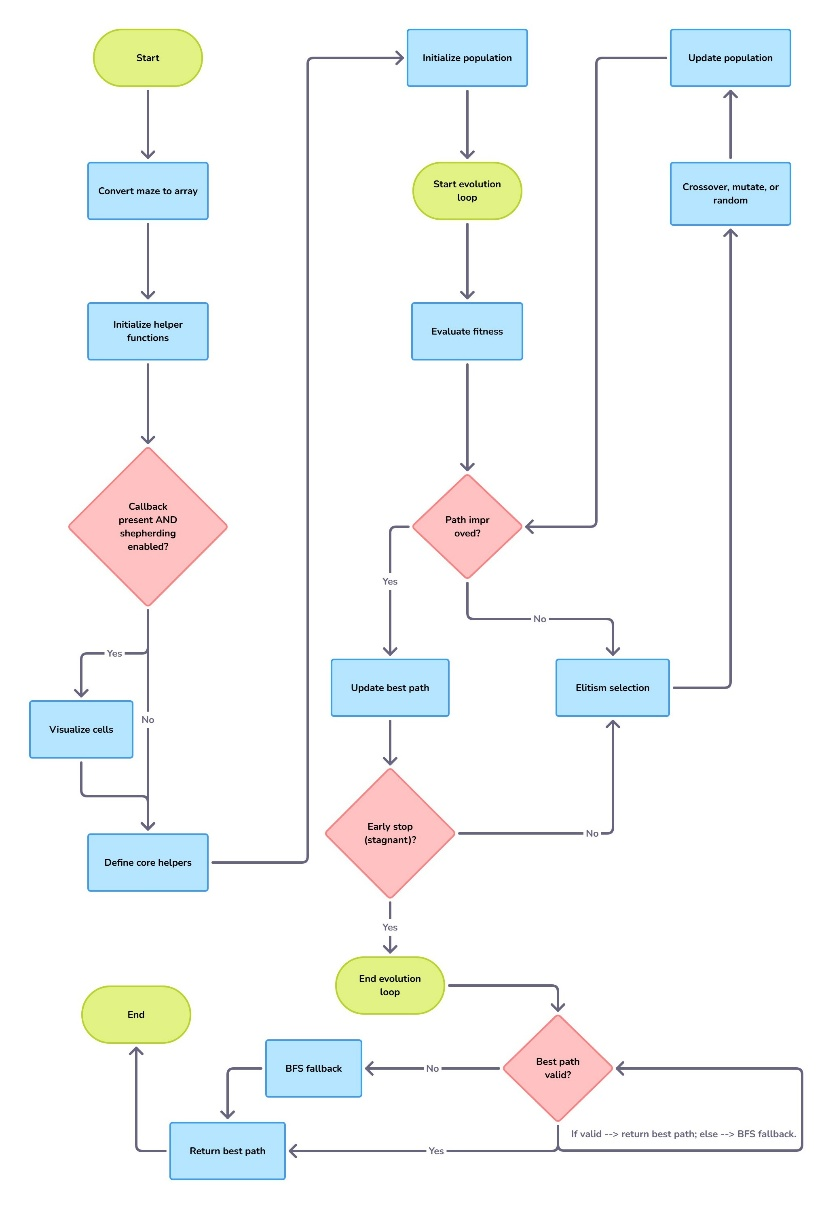 Start
Convert maze to array
Initialize helper
functions
Callback
present AND
shepherding
enabled?
Yes
No
Visualize cells
Define core helpers
Initialize population
Start evolution
loop
Evaluate fitness
Path impr
oved?
Yes
No
Update best path
Elitism selection
Crossover, mutate, or
random
Update population
Early stop
(stagnant)?
No
Yes
End evolution
loop
Best path
valid?
If valid --> return best path; else --> BFS fallback.
No
BFS fallback
Yes
Return best path
End